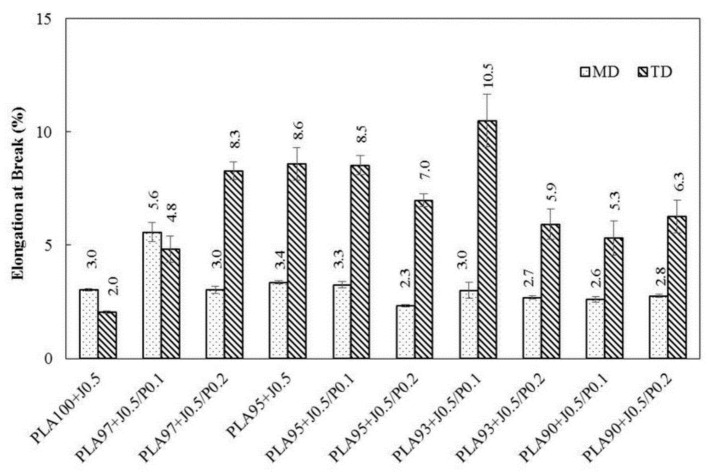 15
10
5
0
Elongation at Break (%)
MD
TD
3.0
2.0
5.6
4.8
3.0
8.3
3.4
8.6
3.3
8.5
2.3
7.0
3.0
10.5
2.7
5.9
2.6
5.3
2.8
6.3
PLA100+J0.5
PLA97+J0.5/P0.1
PLA97+J0.5/P0.2
PLA95+J0.5
PLA95+J0.5/P0.1
PLA95+J0.5/P0.2
PLA93+J0.5/P0.1
PLA93+J0.5/P0.2
PLA90+J0.5/P0.1
PLA90+J0.5/P0.2